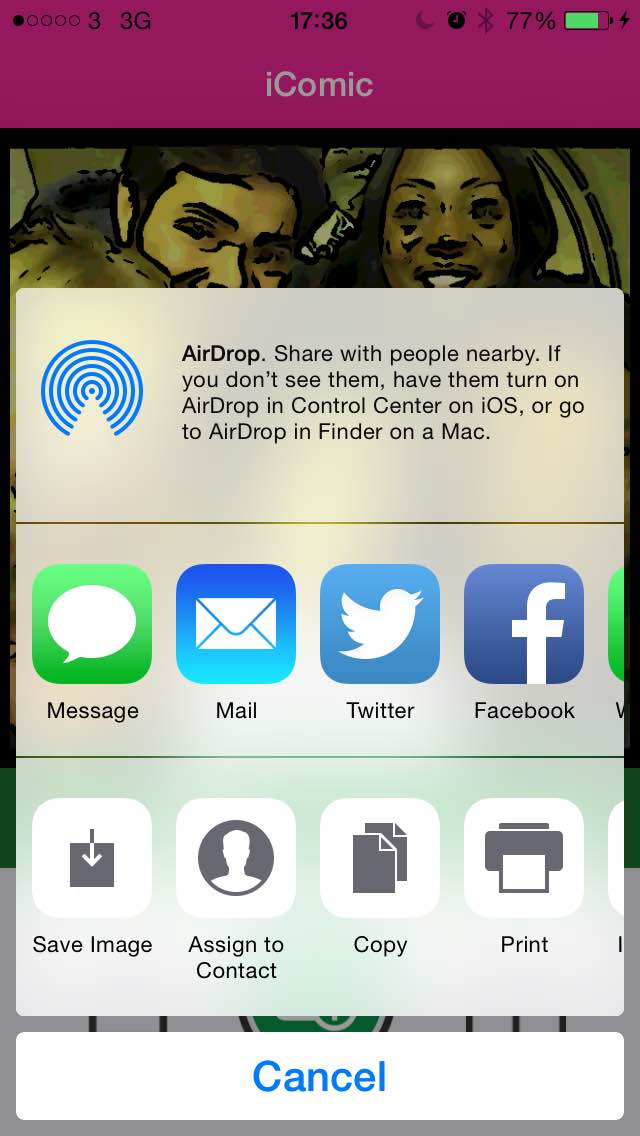 3 3G 17:36 77%
iComic
AirDrop. Share with people nearby. If
you don’t see them, have them turn on
AirDrop in Control Center on iOS, or go
to AirDrop in Finder on a Mac.
Message Mail Twitter Facebook
Save Image Assign to Contact Copy Print
Cancel